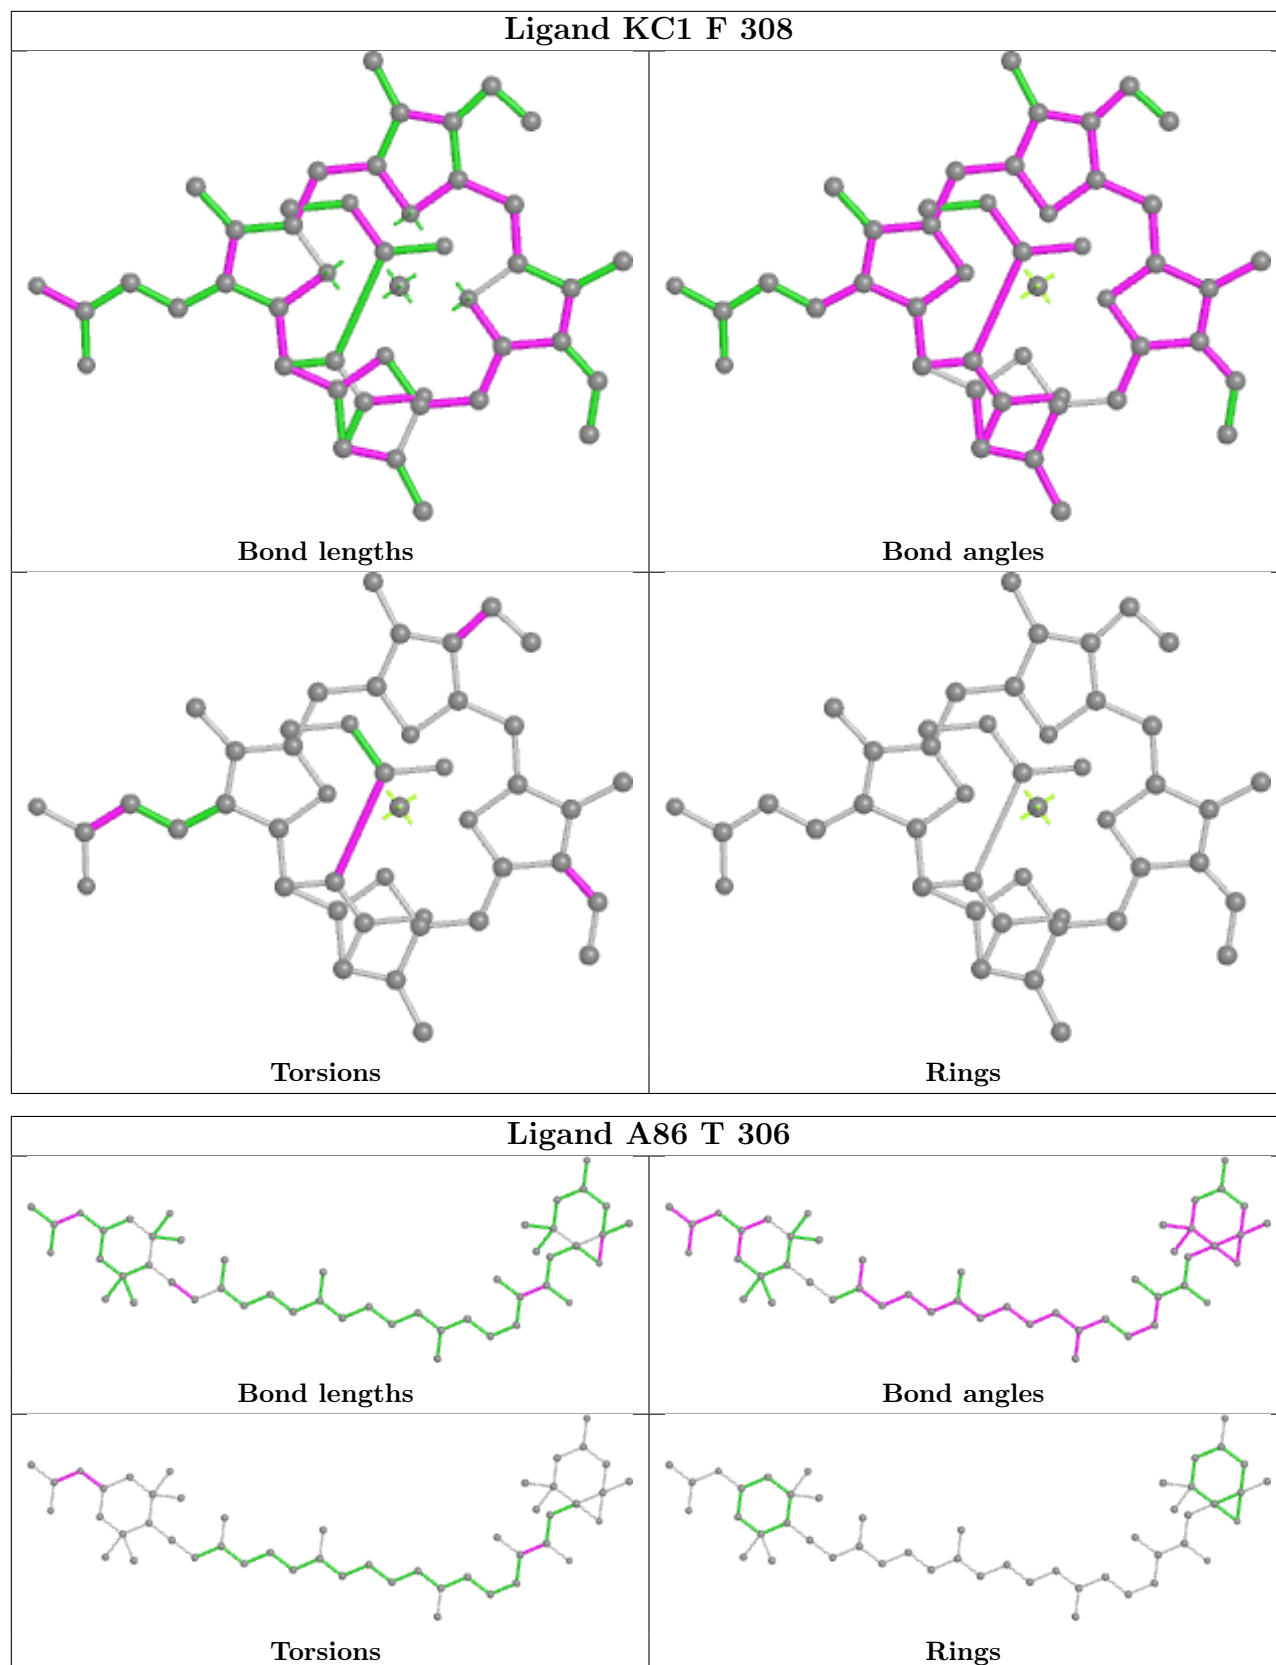 Ligand KC1 F 308
Bond lengths
Bond angles
Torsions
Rings
Ligand A86 T 306
Bond lengths
Bond angles
Torsions
Rings